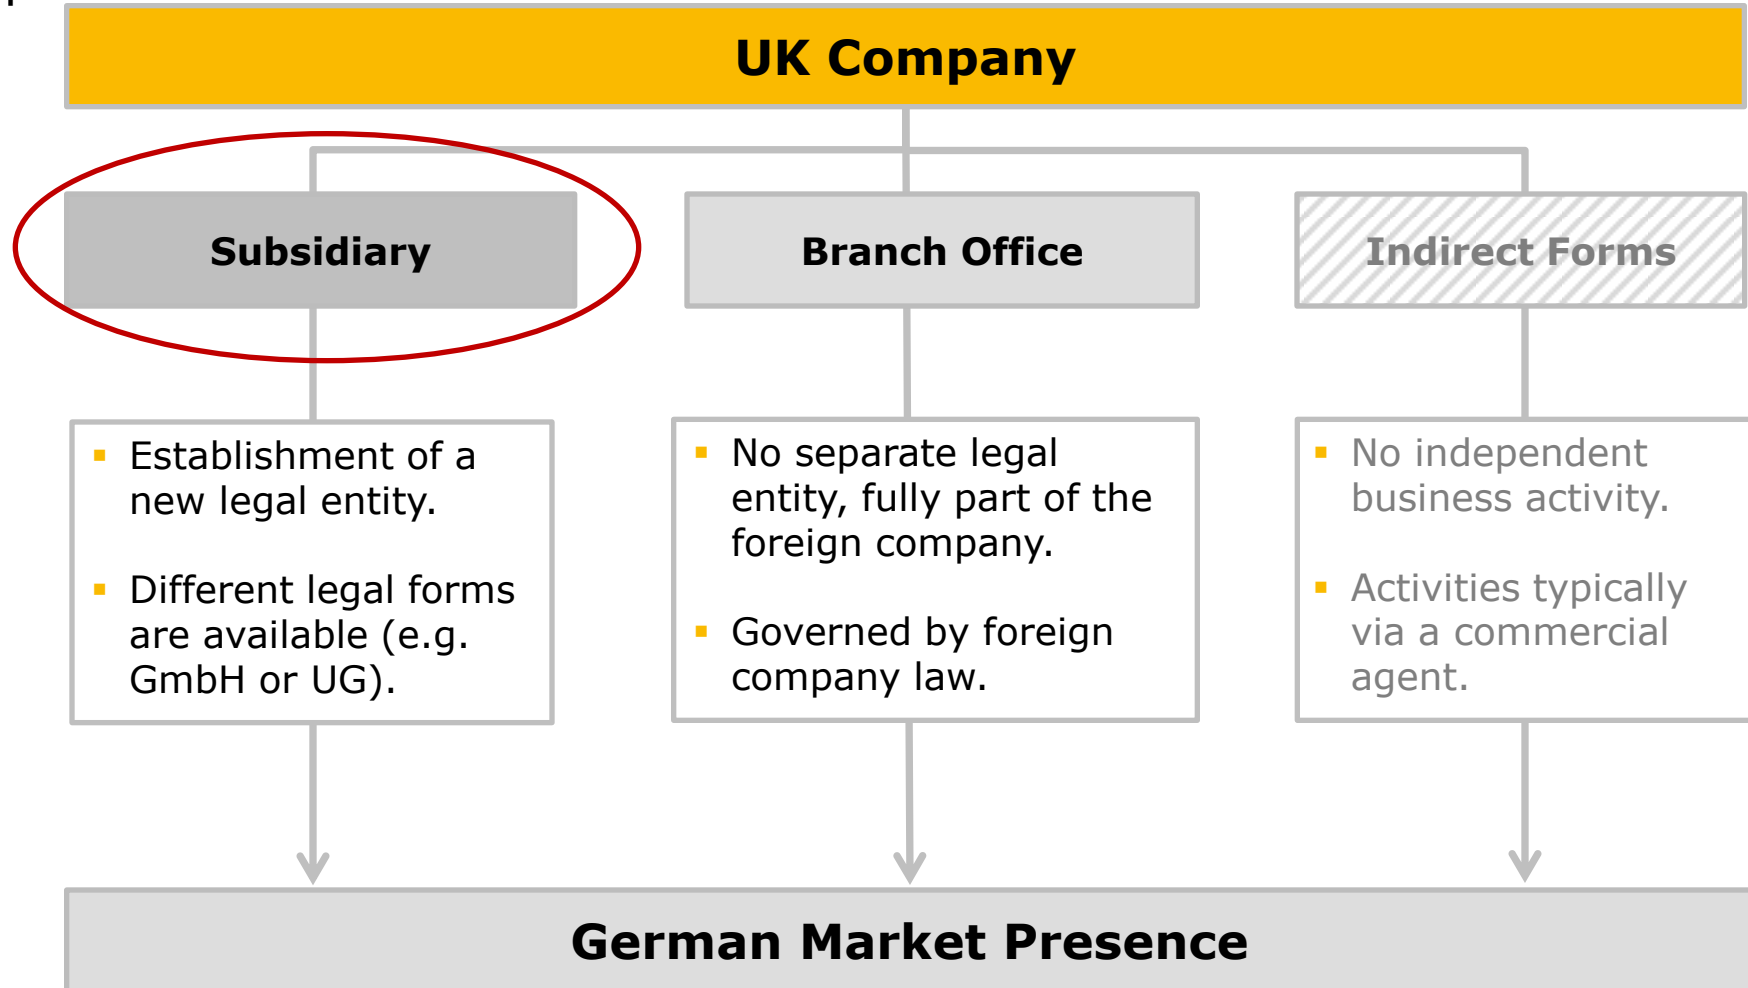 UK Company
Subsidiary
Branch Office
Indirect Forms
▪ Establishment of a
new legal entity.
▪ Different legal forms
are available (e.g.
GmbH or UG).
▪ No separate legal
entity, fully part of the
foreign company.
▪ Governed by foreign
company law.
▪ No independent
business activity.
▪ Activities typically
via a commercial
agent.
German Market Presence